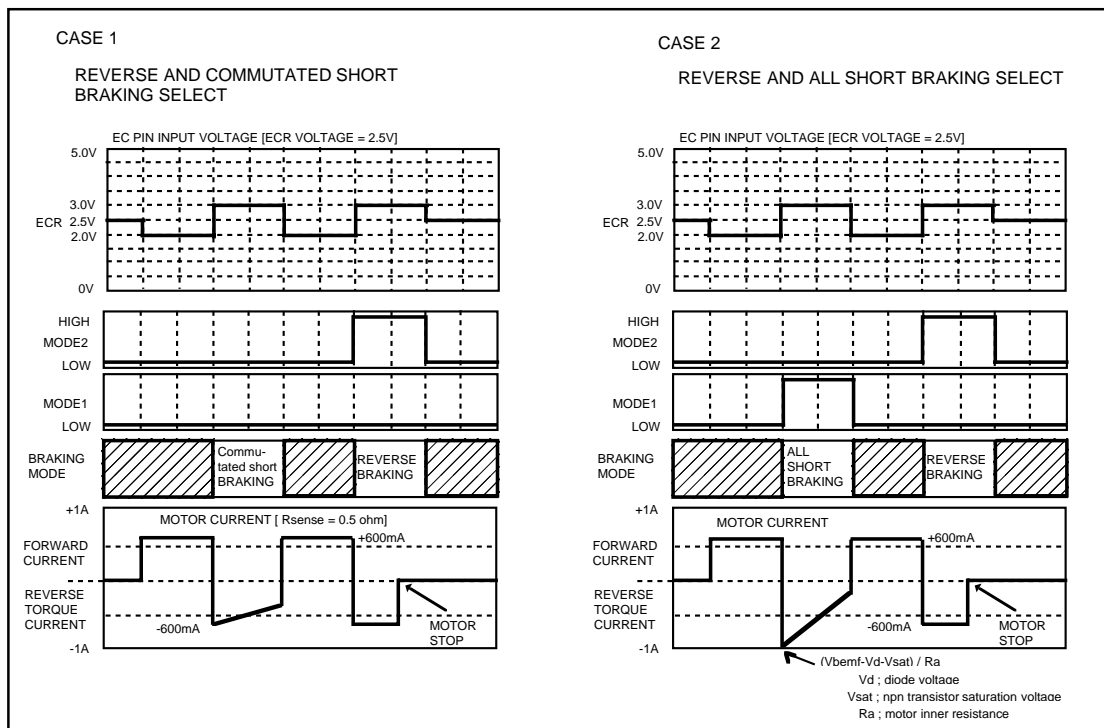 CASE 1
REVERSE AND COMMUTATED SHORT
BRAKING SELECT
EC PIN INPUT VOLTAGE [ECR VOLTAGE = 2.5V]
5.0V
3.0V
ECR 2.5V
2.0V
0V
HIGH
MODE2
LOW
MODE1
LOW
BRAKING
MODE
Commu-
tated short
BRAKING
REVERSE
BRAKING
+1A
MOTOR CURRENT [ Rsense = 0.5 ohm]
+600mA
FORWARD
CURRENT
REVERSE
TORQUE
CURRENT
-600mA
MOTOR
STOP
-1A
CASE 2
REVERSE AND ALL SHORT BRAKING SELECT
EC PIN INPUT VOLTAGE [ECR VOLTAGE = 2.5V]
5.0V
3.0V
ECR 2.5V
2.0V
0V
HIGH
MODE2
LOW
MODE1
LOW
BRAKING
MODE
ALL
SHORT
BRAKING
REVERSE
BRAKING
+1A
MOTOR CURRENT
+600mA
FORWARD
CURRENT
REVERSE
TORQUE
CURRENT
-600mA
MOTOR
STOP
-1A
(Vbemf-Vd-Vsat) / Ra
Vd ; diode voltage
Vsat ; npn transistor saturation voltage
Ra ; motor inner resistance